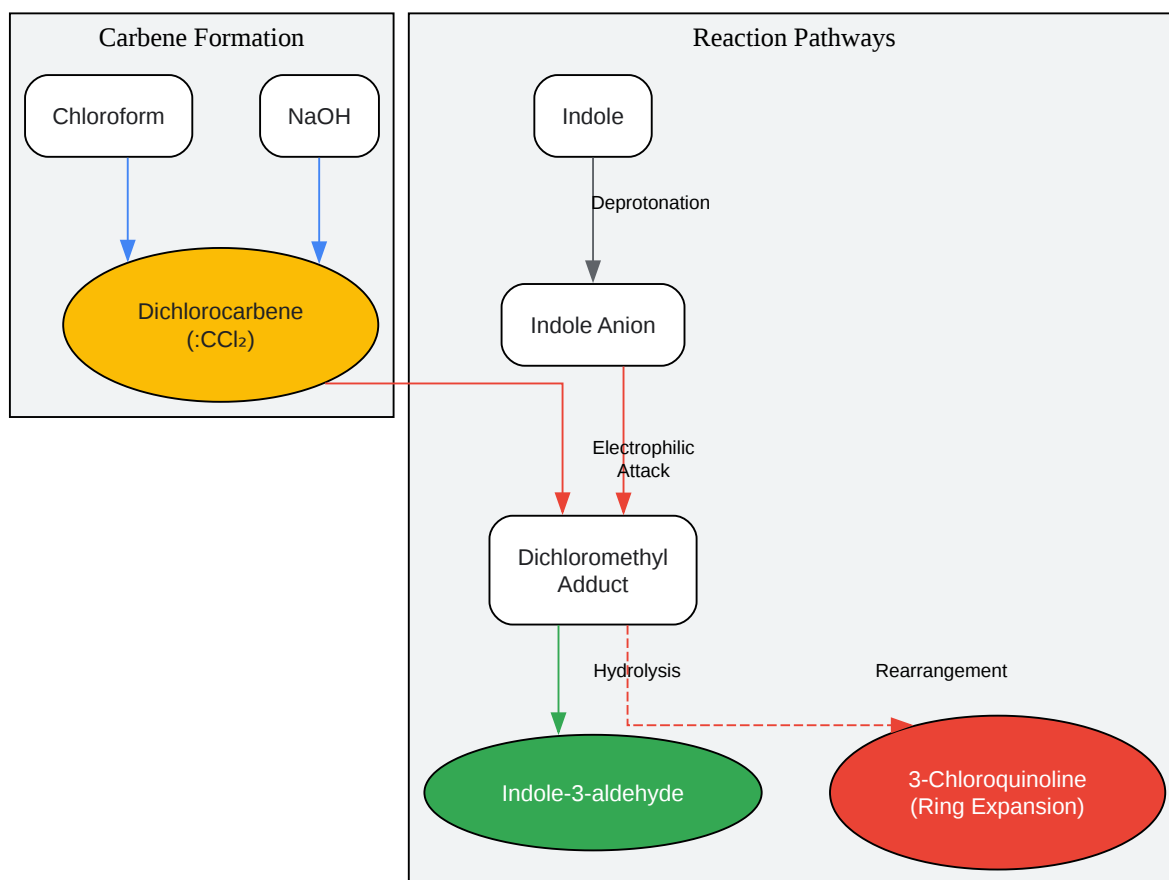 Carbene Formation
Chloroform
NaOH
Dichlorocarbene
(:CCl₂)
Reaction Pathways
Indole
Deprotonation
Indole Anion
Electrophilic
Attack
Dichloromethyl
Adduct
Hydrolysis
Rearrangement
Indole-3-aldehyde
3-Chloroquinoline
(Ring Expansion)